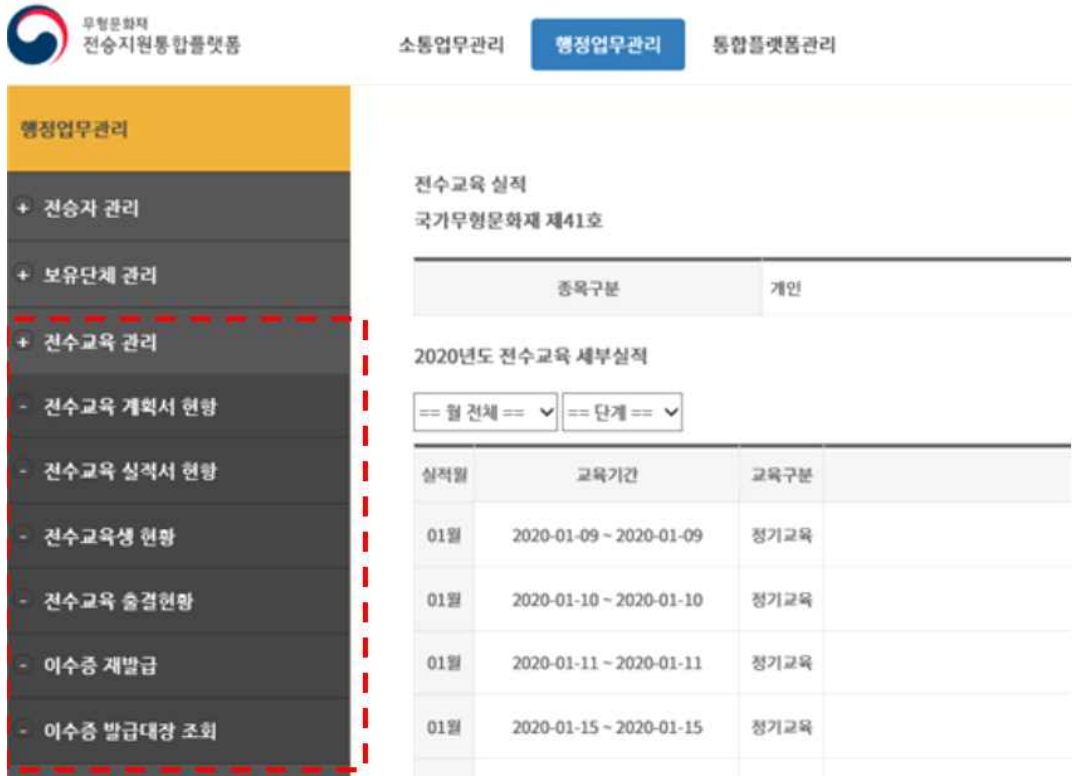 무형문화재
전승지원통합플랫폼
소통업무관리 행정업무관리 통합플랫폼관리
행정업무관리
+ 전승자 관리
+ 보유단체 관리
+ 전수교육 관리
- 전수교육 계획서 현황
- 전수교육 실적서 현황
- 전수교육생 현황
- 전수교육 출결현황
- 이수증 재발급
- 이수증 발급대장 조회
전수교육 실적
국가무형문화재 제41호
종목구분 개인
2020년도 전수교육 세부실적
== 월 전체 == == 단계 ==
실적월 교육기간 교육구분
01월 2020-01-09 ~ 2020-01-09 정기교육
01월 2020-01-10 ~ 2020-01-10 정기교육
01월 2020-01-11 ~ 2020-01-11 정기교육
01월 2020-01-15 ~ 2020-01-15 정기교육